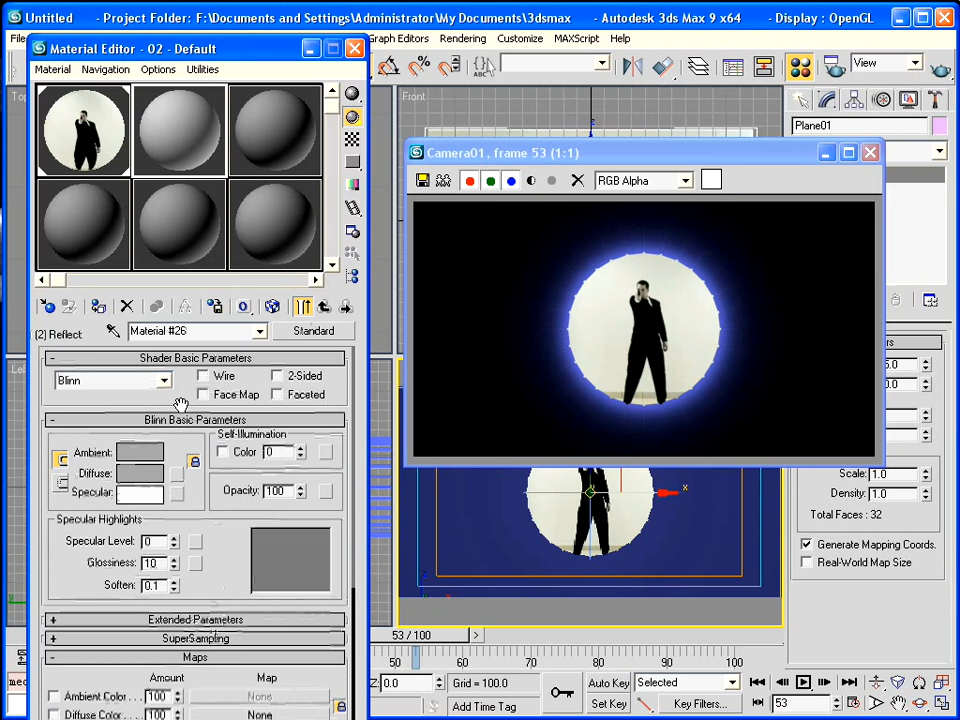 Untitled - Project Folder: F:\Documents and Settings\Administrator\My Documents\3dsmax - Autodesk 3ds Max 9 x64 - Display : OpenGL
Material Editor - 02 - Default
Graph Editors Rendering Customize MAXScript Help
Material Navigation Options Utilities
View
Front
Plane01
Camera01, frame 53 (1:1)
RGB Alpha
(2) Reflect Material #26 Standard
- Shader Basic Parameters
Blinn Wire 2-Sided
Face Map Faceted
- Blinn Basic Parameters
Self-Illumination
Ambient: Color 0
Diffuse:
Specular: Opacity: 100
Specular Highlights
Specular Level: 0
Glossiness: 10
Soften: 0.1
+ Extended Parameters
+ SuperSampling
- Maps
Amount Map
Ambient Color . . . 100 None
Diffuse Color . . . . 100 None
x
Scale: 1.0
Density: 1.0
Total Faces : 32
Generate Mapping Coords.
Real-World Map Size
53 / 100 >
50 60 70 80 90 100
Z: 0.0 Grid = 100.0 Auto Key Selected
Add Time Tag Set Key Key Filters... 53